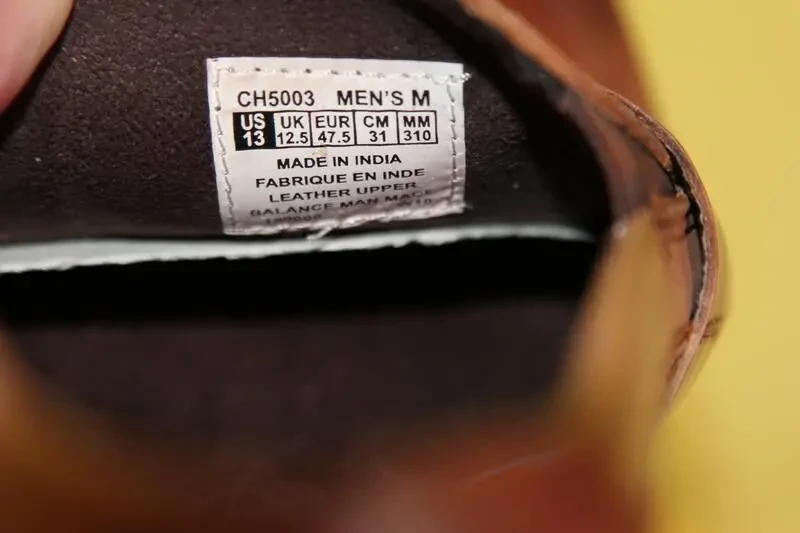 CH5003 MEN'S M
US UK EUR CM MM
13 12.5 47.5 31 310
MADE IN INDIA
FABRIQUE EN INDE
LEATHER UPPER
BALANCE MAN MADE